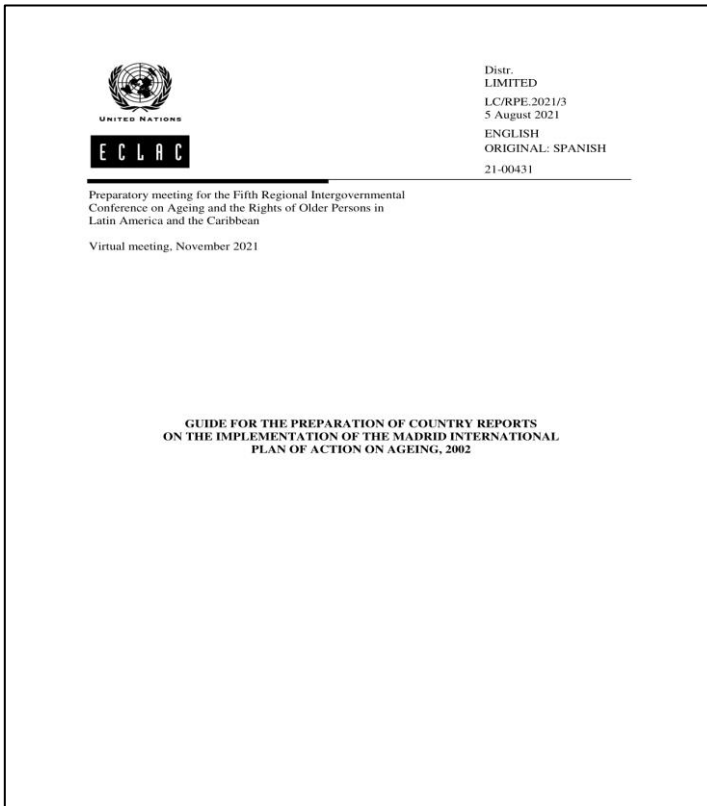 UNITED NATIONS
ECLAC
Distr.
LIMITED
LC/RPE.2021/3
5 August 2021
ENGLISH
ORIGINAL: SPANISH
21-00431
Preparatory meeting for the Fifth Regional Intergovernmental
Conference on Ageing and the Rights of Older Persons in
Latin America and the Caribbean
Virtual meeting, November 2021
GUIDE FOR THE PREPARATION OF COUNTRY REPORTS
ON THE IMPLEMENTATION OF THE MADRID INTERNATIONAL
PLAN OF ACTION ON AGEING, 2002